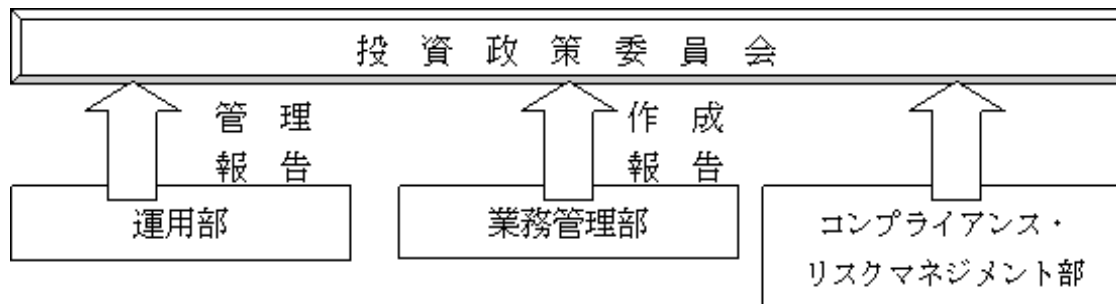 投資政策委員会
管理
報告
作成
報告
運用部
業務管理部
コンプライアンス・
リスクマネジメント部